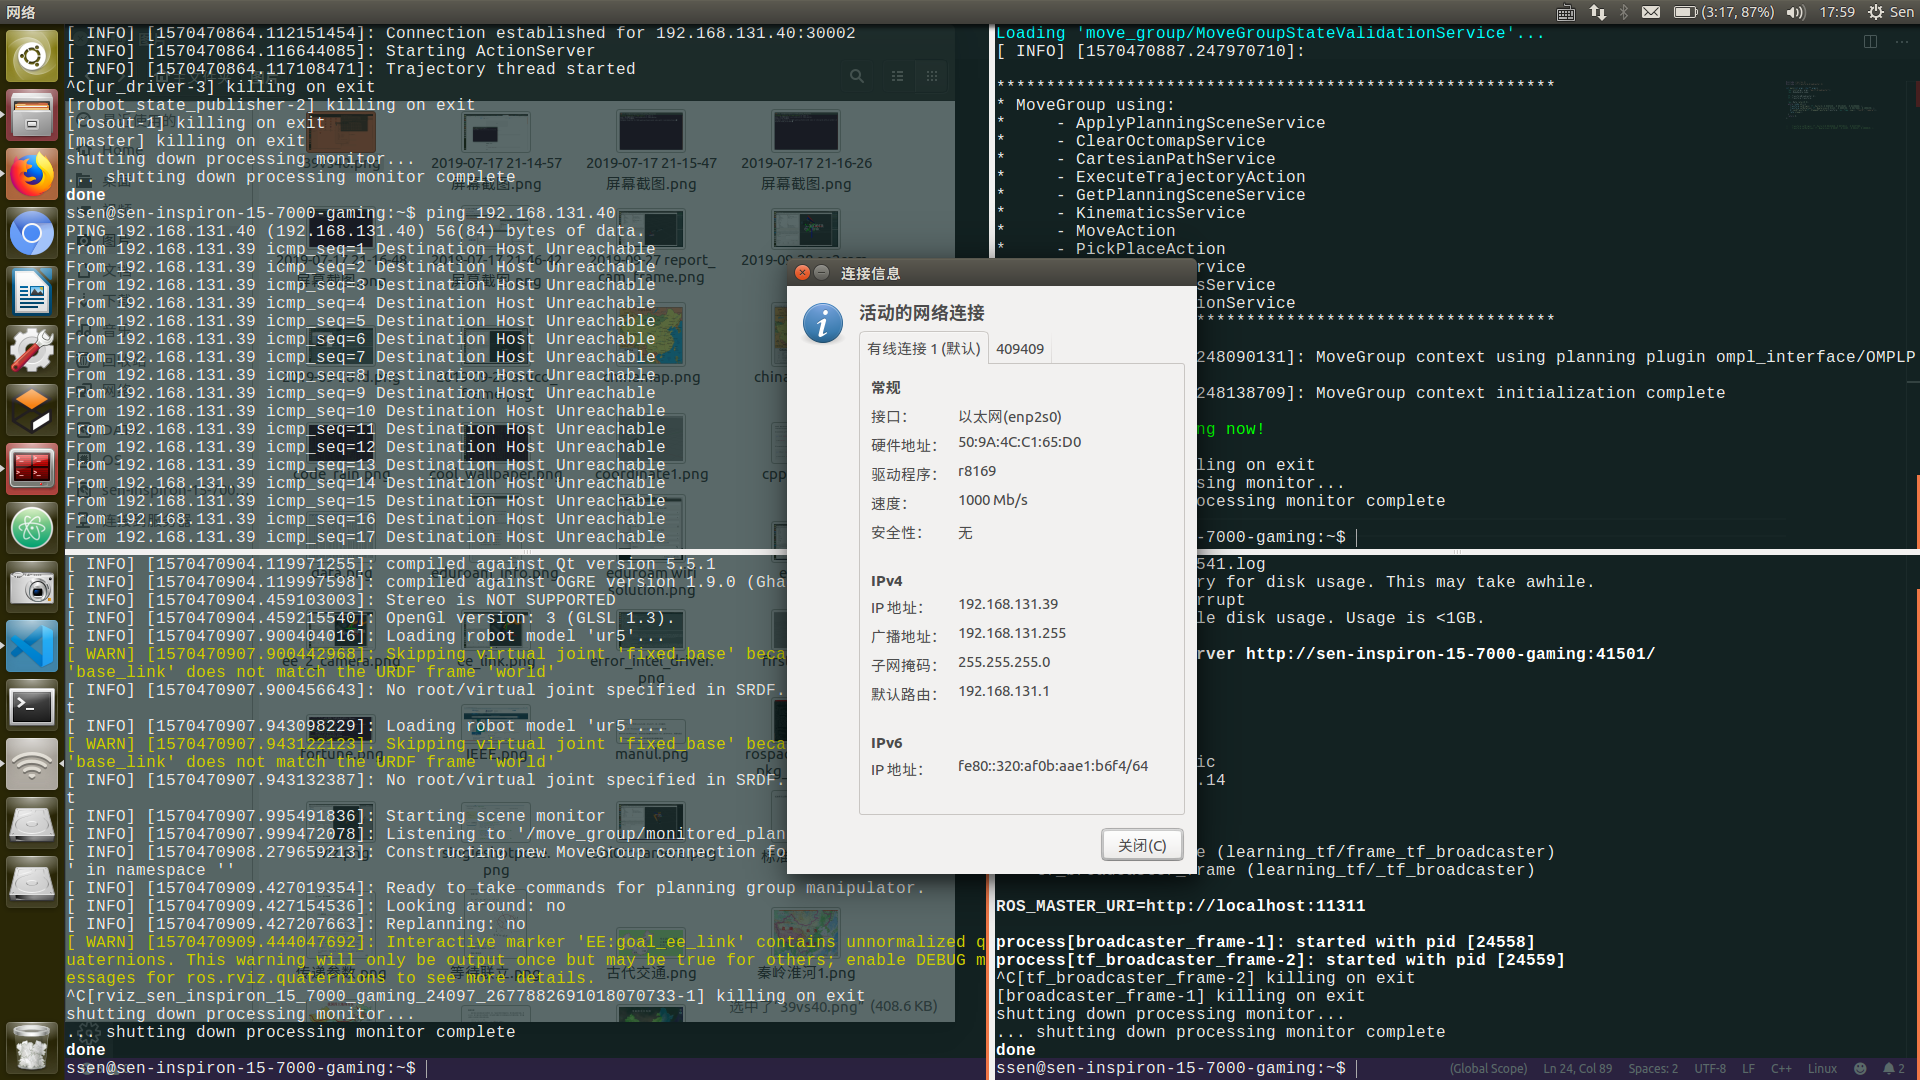 网络
(3:17, 87%)
17:59
Sen
[ INFO] [1570470864.112151454]: Connection established for 192.168.131.40:30002
[ INFO] [1570470864.116644085]: Starting ActionServer
[ INFO] [1570470864.117108471]: Trajectory thread started
^C[ur_driver-3] killing on exit
[robot_state_publisher-2] killing on exit
[rosout-1] killing on exit
[master] killing on exit
shutting down processing monitor...
... shutting down processing monitor complete
done
ssen@sen-inspiron-15-7000-gaming:~$ ping 192.168.131.40
PING 192.168.131.40 (192.168.131.40) 56(84) bytes of data.
From 192.168.131.39 icmp_seq=1 Destination Host Unreachable
From 192.168.131.39 icmp_seq=2 Destination Host Unreachable
From 192.168.131.39 icmp_seq=3 Destination Host Unreachable
From 192.168.131.39 icmp_seq=4 Destination Host Unreachable
From 192.168.131.39 icmp_seq=5 Destination Host Unreachable
From 192.168.131.39 icmp_seq=6 Destination Host Unreachable
From 192.168.131.39 icmp_seq=7 Destination Host Unreachable
From 192.168.131.39 icmp_seq=8 Destination Host Unreachable
From 192.168.131.39 icmp_seq=9 Destination Host Unreachable
From 192.168.131.39 icmp_seq=10 Destination Host Unreachable
From 192.168.131.39 icmp_seq=11 Destination Host Unreachable
From 192.168.131.39 icmp_seq=12 Destination Host Unreachable
From 192.168.131.39 icmp_seq=13 Destination Host Unreachable
From 192.168.131.39 icmp_seq=14 Destination Host Unreachable
From 192.168.131.39 icmp_seq=15 Destination Host Unreachable
From 192.168.131.39 icmp_seq=16 Destination Host Unreachable
From 192.168.131.39 icmp_seq=17 Destination Host Unreachable
2019-07-17 21-14-57
屏幕截图.png
2019-07-17 21-15-47
屏幕截图.png
2019-07-17 21-16-26
屏幕截图.png
[ INFO] [1570470904.119971255]: compiled against Qt version 5.5.1
[ INFO] [1570470904.119997558]: compiled against OGRE version 1.9.0 (Gha
[ INFO] [1570470904.459103003]: Stereo is NOT SUPPORTED
[ INFO] [1570470904.459215540]: OpenGl version: 3 (GLSL 1.3).
[ INFO] [1570470907.900404016]: Loading robot model 'ur5'...
[ WARN] [1570470907.900442968]: Skipping virtual joint 'fixed_base' beca
'base_link' does not match the URDF frame 'world'
[ INFO] [1570470907.900456643]: No root/virtual joint specified in SRDF.
t
[ INFO] [1570470907.943098229]: Loading robot model 'ur5'...
[ WARN] [1570470907.943122123]: Skipping virtual joint 'fixed_base' beca
'base_link' does not match the URDF frame 'world'
[ INFO] [1570470907.943132387]: No root/virtual joint specified in SRDF.
t
[ INFO] [1570470907.995491836]: Starting scene monitor
[ INFO] [1570470907.999472078]: Listening to '/move_group/monitored_plan
[ INFO] [1570470908.279659213]: Constructing new MoveGroup connection fo
' in namespace ''
[ INFO] [1570470909.427019354]: Ready to take commands for planning group manipulator.
[ INFO] [1570470909.427154536]: Looking around: no
[ INFO] [1570470909.427207663]: Replanning: no
[ WARN] [1570470909.444047692]: Interactive marker 'EE:goal_ee_link' contains unnormalized q
uaternions. This warning will only be output once but may be true for others; enable DEBUG m
essages for ros.rviz.quaternions to see more details.
^C[rviz_sen_inspiron_15_7000_gaming_24097_2677882691018070733-1] killing on exit
shutting down processing monitor...
... shutting down processing monitor complete
done
ssen@sen-inspiron-15-7000-gaming:~$
选中了"39vs40.png" (408.6 KB)
Loading 'move_group/MoveGroupStateValidationService'...
[ INFO] [1570470887.247970710]:
********************************************************
* MoveGroup using:
* - ApplyPlanningSceneService
* - ClearOctomapService
* - CartesianPathService
* - ExecuteTrajectoryAction
* - GetPlanningSceneService
* - KinematicsService
* - MoveAction
* - PickPlaceAction
rvice
sService
ionService
************************************
248090131]: MoveGroup context using planning plugin ompl_interface/OMPLP
248138709]: MoveGroup context initialization complete
ng now!
ling on exit
sing monitor...
ocessing monitor complete
-7000-gaming:~$
连接信息
活动的网络连接
有线连接 1 (默认)
409409
常规
接口： 以太网(enp2s0)
硬件地址： 50:9A:4C:C1:65:D0
驱动程序： r8169
速度： 1000 Mb/s
安全性： 无
IPv4
IP 地址： 192.168.131.39
广播地址： 192.168.131.255
子网掩码： 255.255.255.0
默认路由： 192.168.131.1
IPv6
IP 地址： fe80::320:af0b:aae1:b6f4/64
关闭(C)
541.log
ry for disk usage. This may take awhile.
rrupt
le disk usage. Usage is <1GB.
rver http://sen-inspiron-15-7000-gaming:41501/
ic
.14
e (learning_tf/frame_tf_broadcaster)
rame (learning_tf/_tf_broadcaster)
ROS_MASTER_URI=http://localhost:11311
process[broadcaster_frame-1]: started with pid [24558]
process[tf_broadcaster_frame-2]: started with pid [24559]
^C[tf_broadcaster_frame-2] killing on exit
[broadcaster_frame-1] killing on exit
shutting down processing monitor...
... shutting down processing monitor complete
done
ssen@sen-inspiron-15-7000-gaming:~$
(Global Scope)
Ln 24, Col 89
Spaces: 2
UTF-8
LF
C++
Linux
2